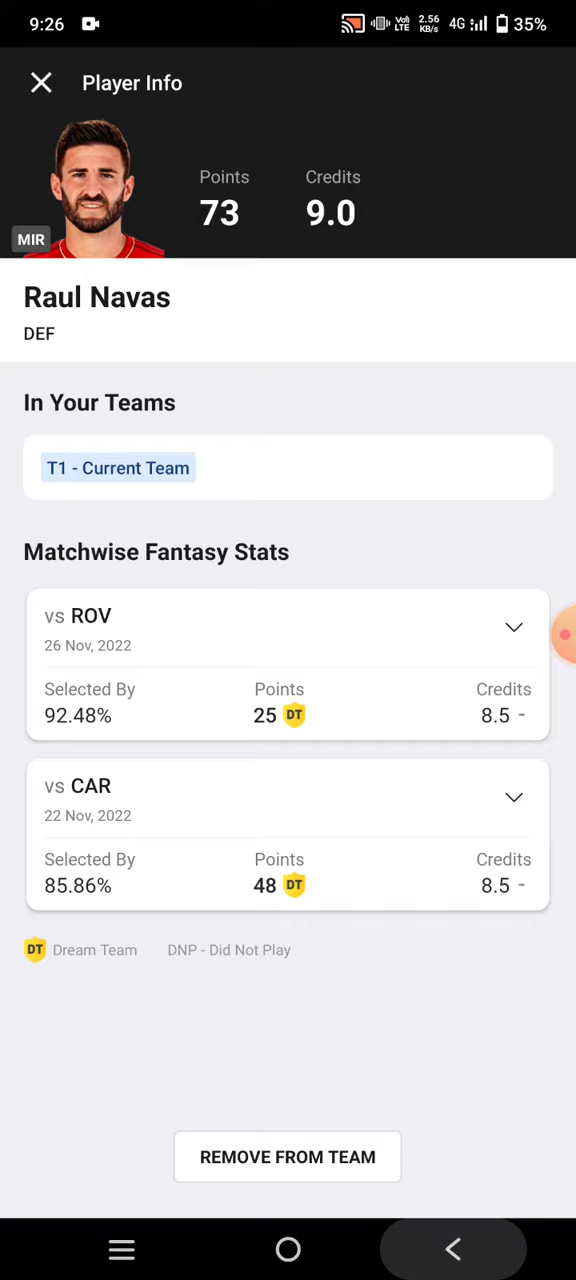 9:26 Vo) LTE 2.56 KB/s 4G 35%
Player Info
Points Credits
73 9.0
MIR
Raul Navas
DEF
In Your Teams
T1 - Current Team
Matchwise Fantasy Stats
vs ROV
26 Nov, 2022
Selected By Points Credits
92.48% 25 DT 8.5 -
vs CAR
22 Nov, 2022
Selected By Points Credits
85.86% 48 DT 8.5 -
DT Dream Team DNP - Did Not Play
REMOVE FROM TEAM